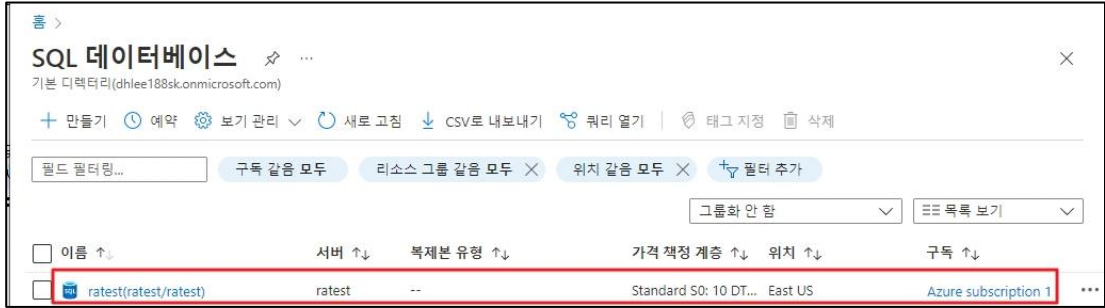 홈 >
SQL 데이터베이스 ...
기본 디렉터리(dhlee188sk.onmicrosoft.com)
+ 만들기 예약 보기 관리 새로 고침 CSV로 내보내기 쿼리 열기 태그 지정 삭제
필드 필터링... 구독 같음 모두 리소스 그룹 같음 모두 위치 같음 모두 필터 추가
그룹화 안 함 목록 보기
이름 ↑↓ 서버 ↑↓ 복제본 유형 ↑↓ 가격 책정 계층 ↑↓ 위치 ↑↓ 구독 ↑↓
SQL ratest(ratest/ratest) ratest -- Standard S0: 10 DT... East US Azure subscription 1 ...